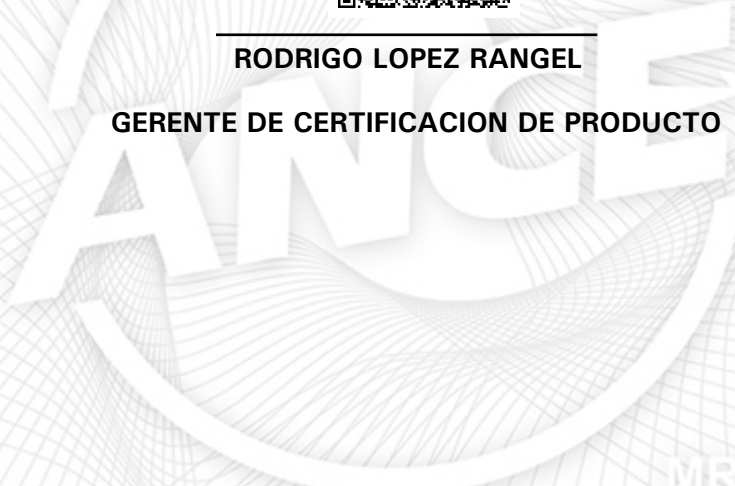 RODRIGO LOPEZ RANGEL
GERENTE DE CERTIFICACION DE PRODUCTO
ANCE
MR